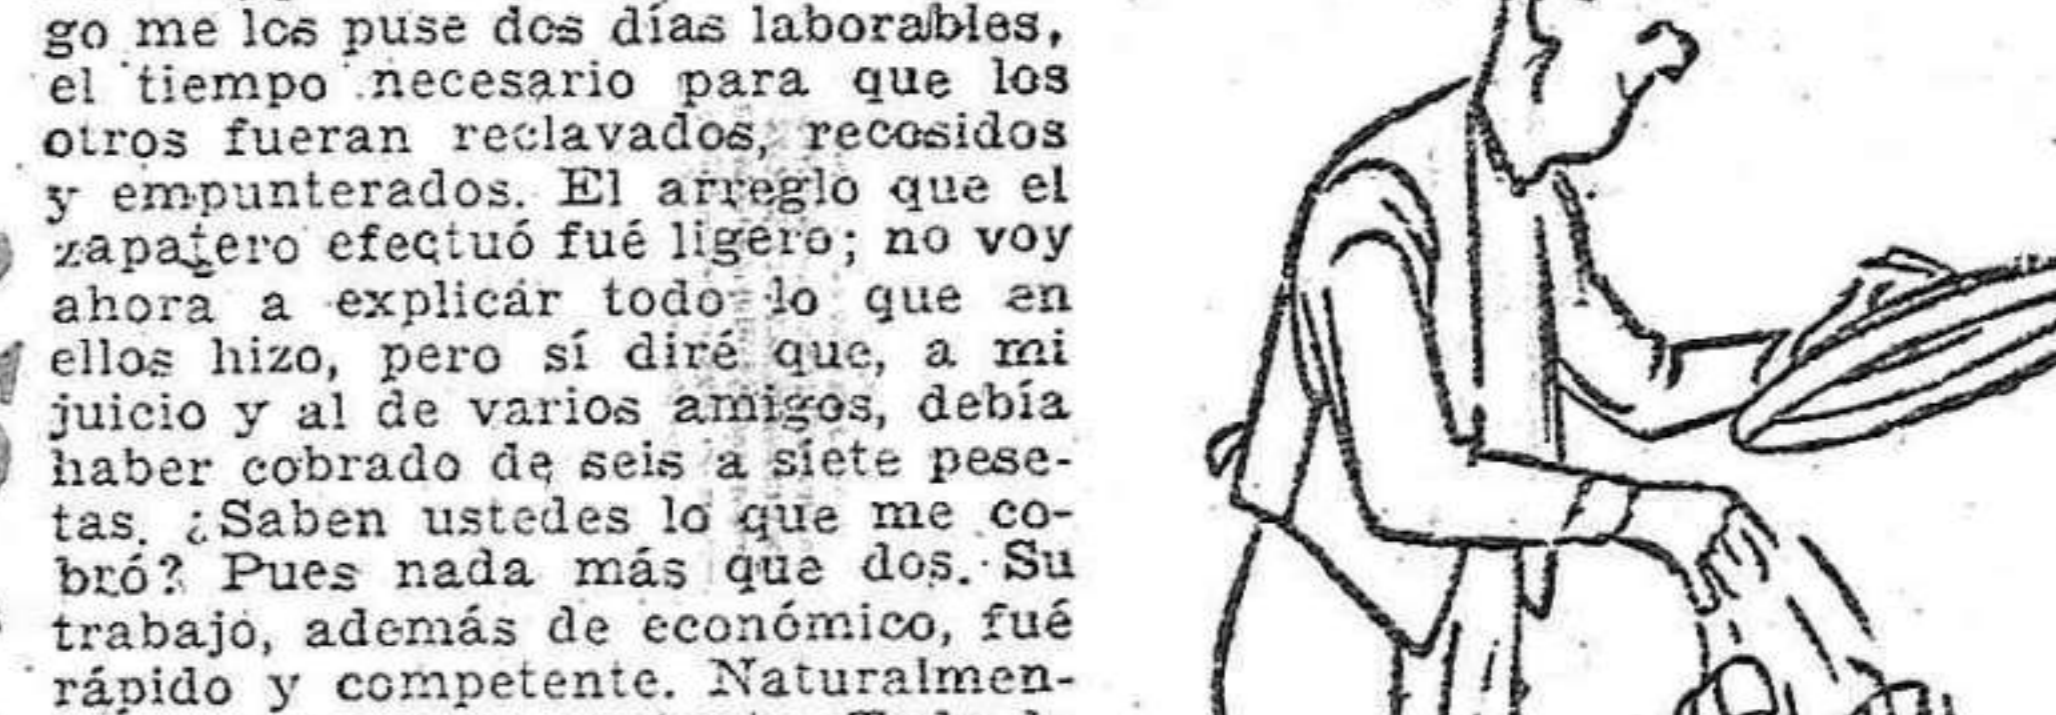 go me los puse dos días laborables,
el tiempo necesario para que los
otros fueran reclavados, recosidos
y empunterados. El arreglo que el
zapatero efectuó fué ligero; no voy
ahora a explicar todo lo que en
ellos hizo, pero sí diré que, a mi
juicio y al de varios amigos, debía
haber cobrado de seis a siete pese-
tas. ¿Saben ustedes lo que me co-
bró? Pues nada más que dos. Su
trabajo, además de económico, fué
rápido y competente. Naturalmen-